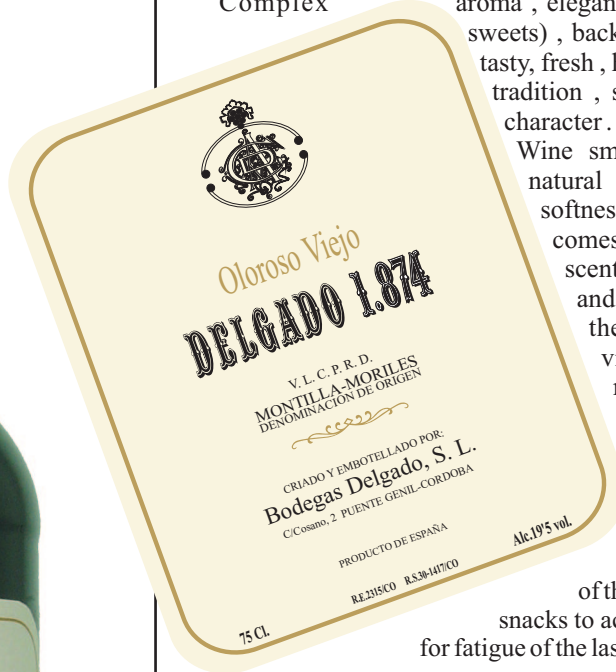 Complex
aroma , elegan
sweets) , back
tasty, fresh ,
tradition , s
character .
Wine sm
natural
softnes
comes
scent
and
the
v
Oloroso Viejo
DELGADO 1.874
V. L. C. P. R. D.
MONTILLA-MORILES
DENOMINACIÓN DE ORIGEN
CRIADO Y EMBOTELLADO POR:
Bodegas Delgado, S. L.
C/Cosano, 2 PUENTE GENIL-CORDOBA
PRODUCTO DE ESPAÑA
R.E.2315/CO R.S.30-1417/CO
75 Cl.
Alc.19'5 vol.
of th
snacks to ac
for fatigue of the las